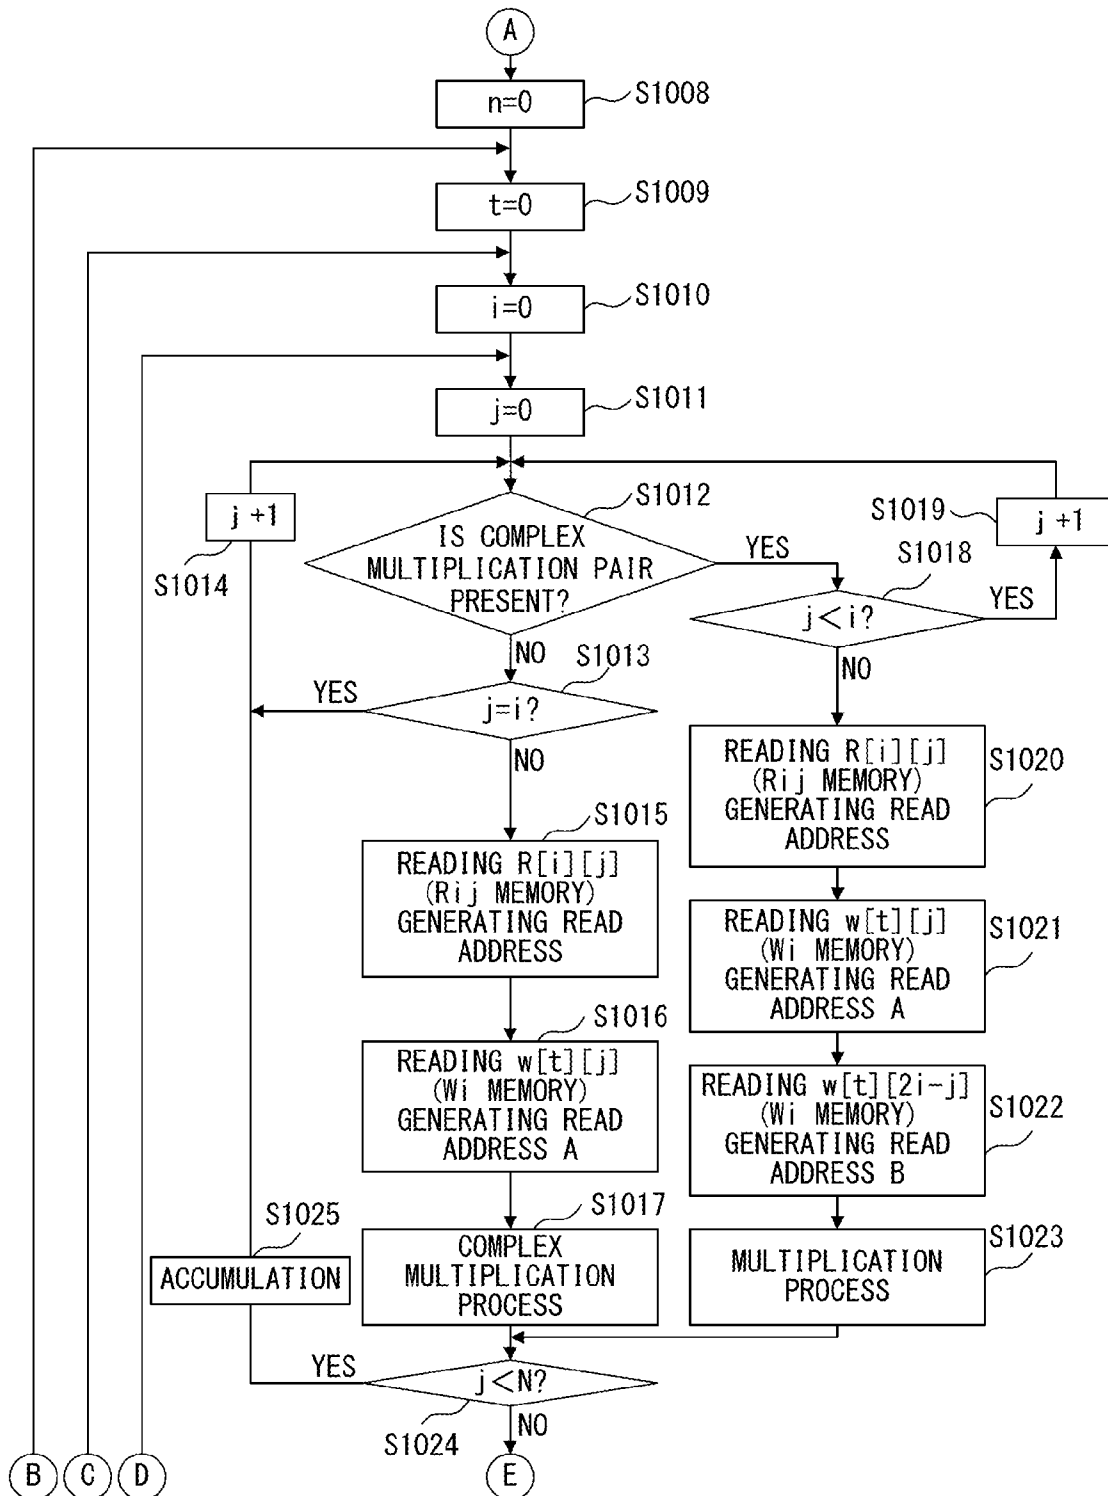 A
n=0
S1008
t=0
S1009
i=0
S1010
j=0
S1011
j +1
S1014
IS COMPLEX
MULTIPLICATION PAIR
PRESENT?
S1012
YES
NO
S1019
j +1
S1018
j<i?
YES
NO
S1013
j=i?
YES
NO
S1015
READING R[i][j]
(Rij MEMORY)
GENERATING READ
ADDRESS
S1020
READING R[i][j]
(Rij MEMORY)
GENERATING READ
ADDRESS
S1016
READING w[t][j]
(Wi MEMORY)
GENERATING READ
ADDRESS A
S1021
READING w[t][j]
(Wi MEMORY)
GENERATING READ
ADDRESS A
S1022
READING w[t][2i-j]
(Wi MEMORY)
GENERATING READ
ADDRESS B
S1025
ACCUMULATION
S1017
COMPLEX
MULTIPLICATION
PROCESS
S1023
MULTIPLICATION
PROCESS
YES
j<N?
S1024
NO
B
C
D
E